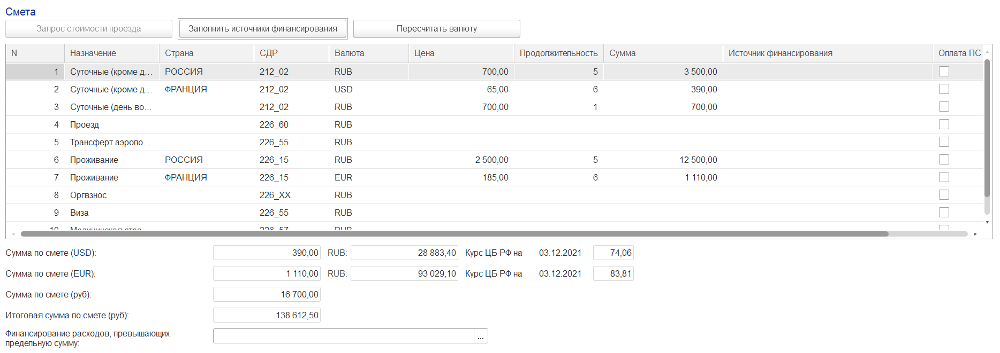 Смета
Запрос стоимости проезда Заполнить источники финансирования Пересчитать валюту
N Назначение Страна СДР Валюта Цена Продолжительность Сумма Источник финансирования Оплата ПС
1 Суточные (кроме д... РОССИЯ 212_02 RUB 700,00 5 3 500,00
2 Суточные (кроме д... ФРАНЦИЯ 212_02 USD 65,00 6 390,00
3 Суточные (день во... 212_02 RUB 700,00 1 700,00
4 Проезд 226_60 RUB
5 Трансферт аэропо... 226_55 RUB
6 Проживание РОССИЯ 226_15 RUB 2 500,00 5 12 500,00
7 Проживание ФРАНЦИЯ 226_15 EUR 185,00 6 1 110,00
8 Оргвзнос 226_XX RUB
9 Виза 226_55 RUB
10 Медицинская стра... 226_57 RUB
Сумма по смете (USD): 390,00 RUB: 28 883,40 Курс ЦБ РФ на 03.12.2021 74,06
Сумма по смете (EUR): 1 110,00 RUB: 93 029,10 Курс ЦБ РФ на 03.12.2021 83,81
Сумма по смете (руб): 16 700,00
Итоговая сумма по смете (руб): 138 612,50
Финансирование расходов, превышающих
предельную сумму: ...